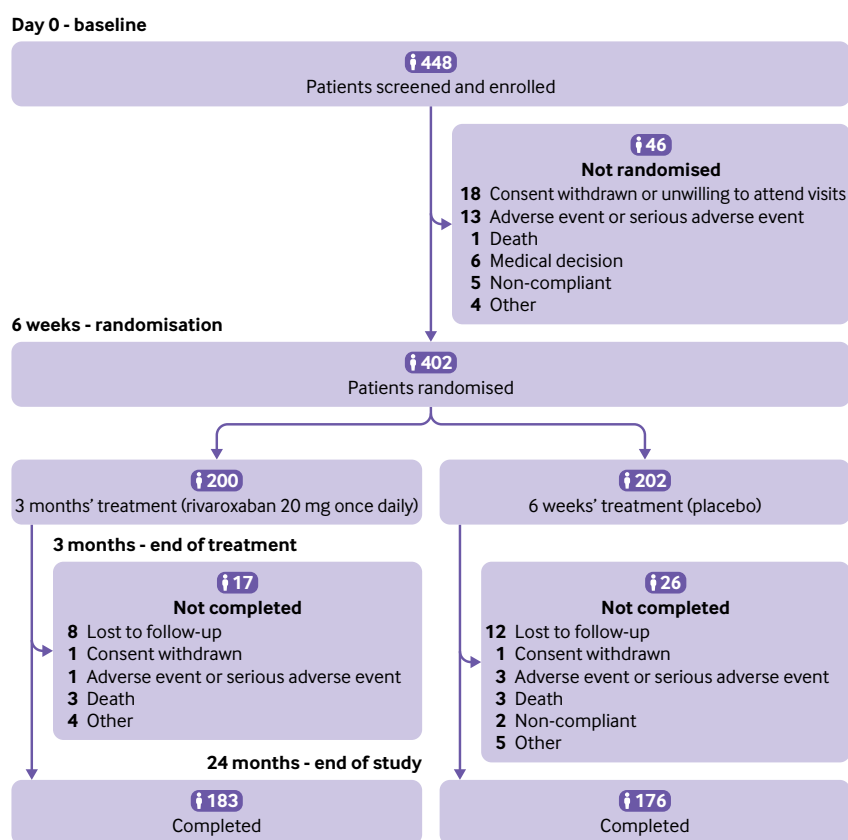 Day 0 - baseline
448
Patients screened and enrolled
46
Not randomised
18 Consent withdrawn or unwilling to attend visits
13 Adverse event or serious adverse event
1 Death
6 Medical decision
5 Non-compliant
4 Other
6 weeks - randomisation
402
Patients randomised
200
3 months' treatment (rivaroxaban 20 mg once daily)
202
6 weeks' treatment (placebo)
3 months - end of treatment
17
Not completed
8 Lost to follow-up
1 Consent withdrawn
1 Adverse event or serious adverse event
3 Death
4 Other
26
Not completed
12 Lost to follow-up
1 Consent withdrawn
3 Adverse event or serious adverse event
3 Death
2 Non-compliant
5 Other
24 months - end of study
183
Completed
176
Completed